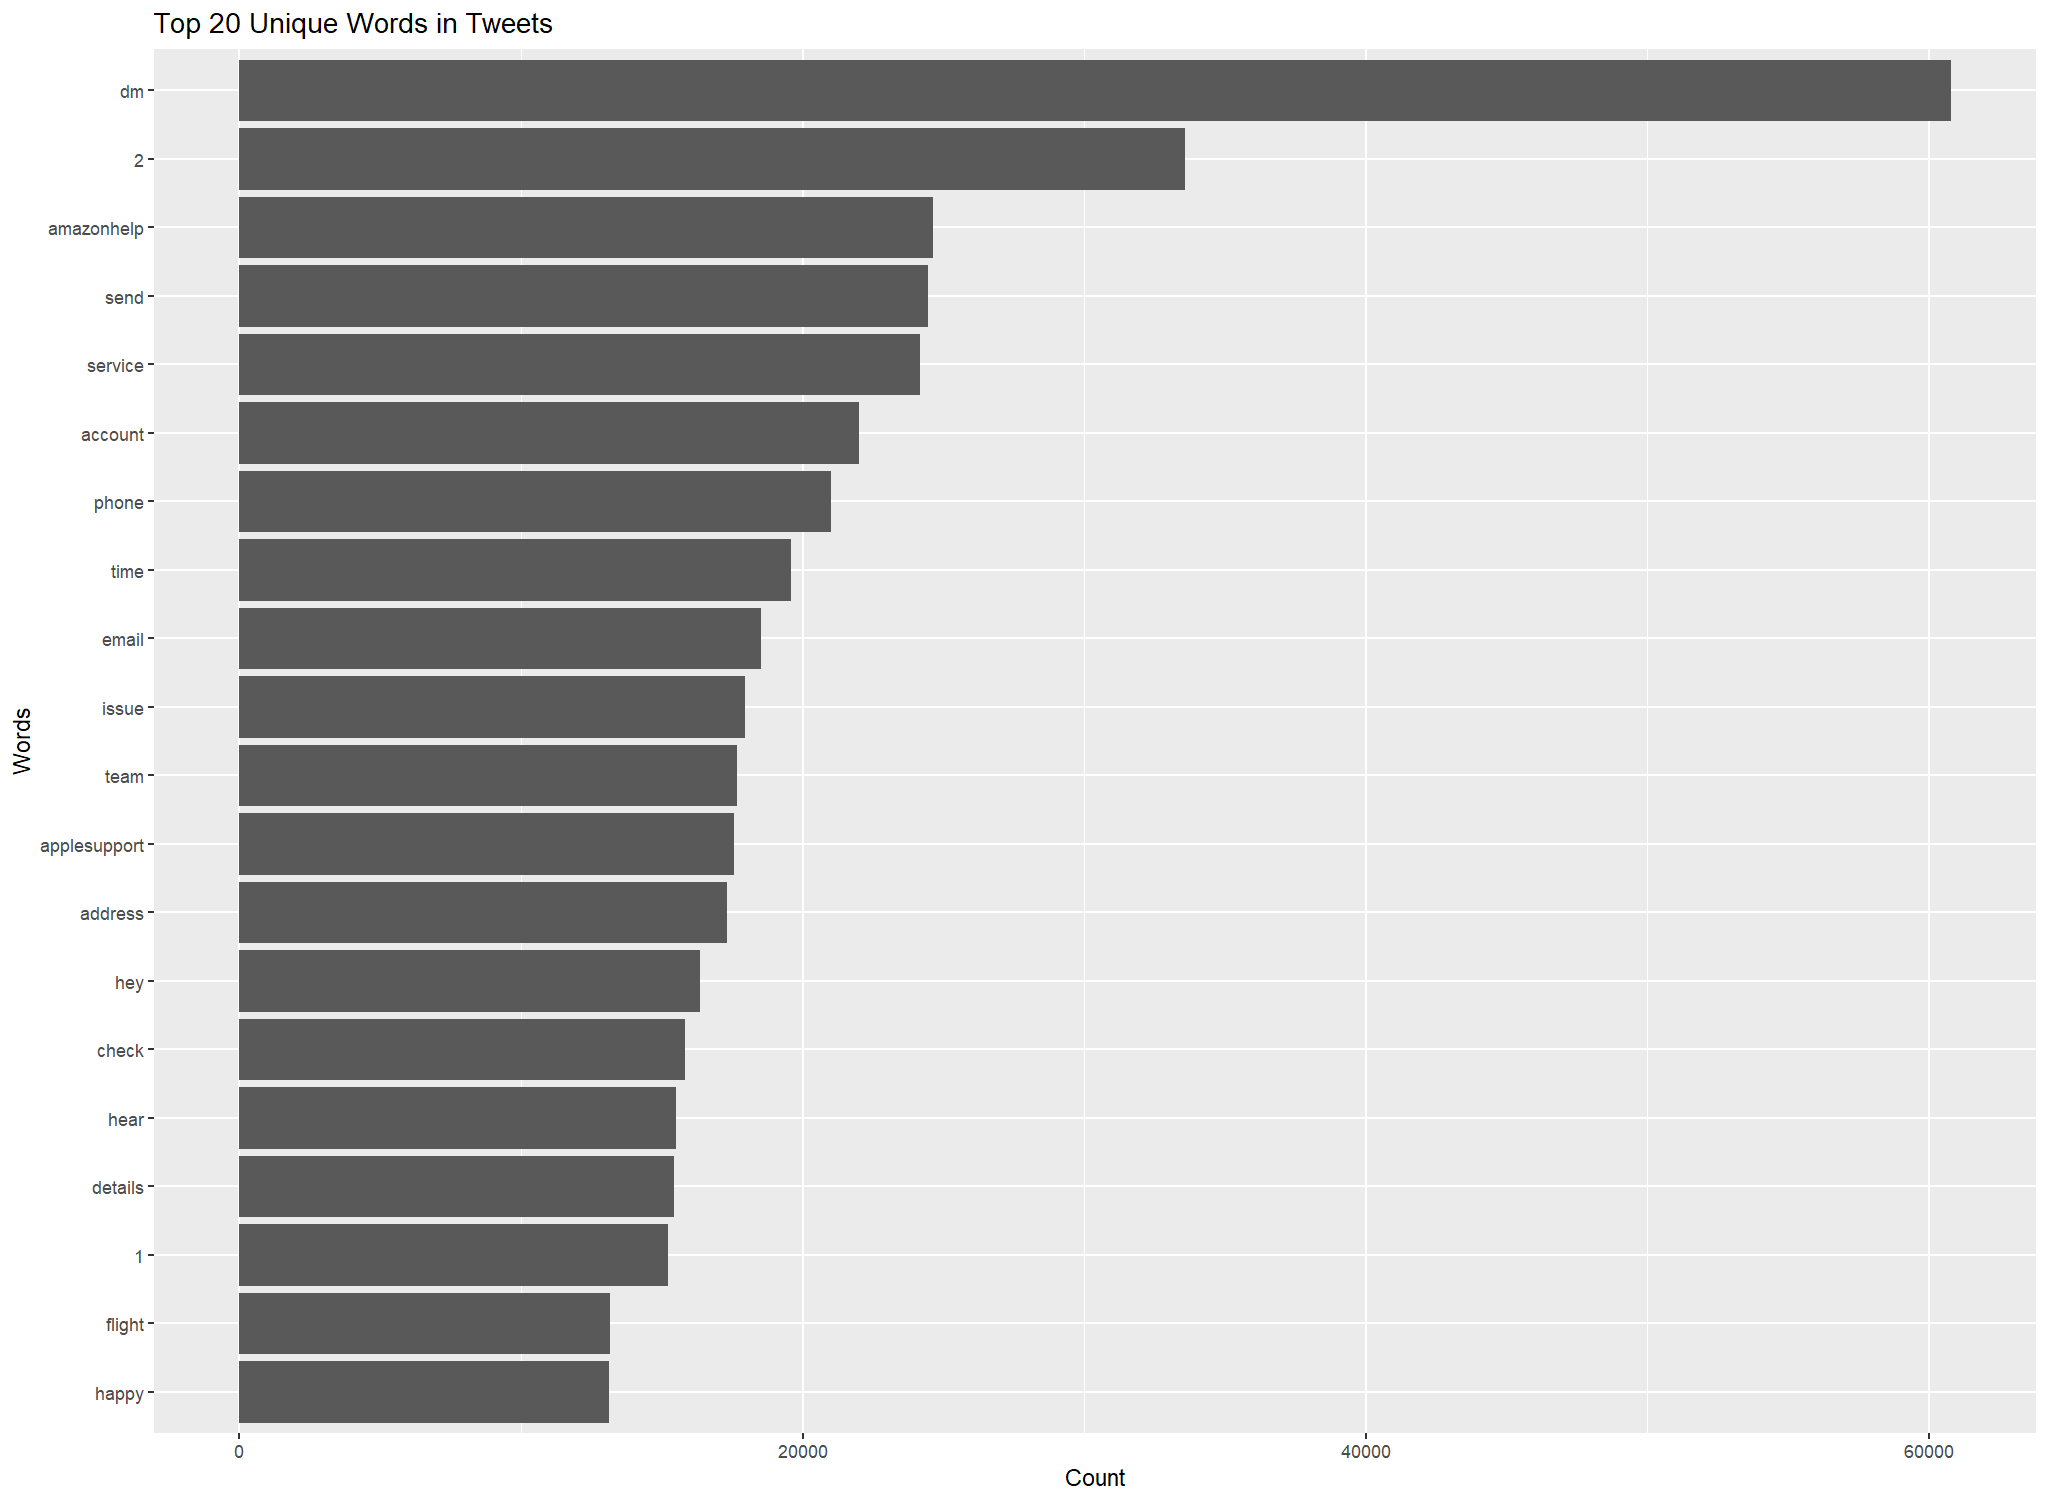 Top 20 Unique Words in Tweets
dm
2
amazonhelp
send
service
account
phone
time
email
issue
team
applesupport
address
hey
check
hear
details
1
flight
happy
Words
0 20000 40000 60000
Count